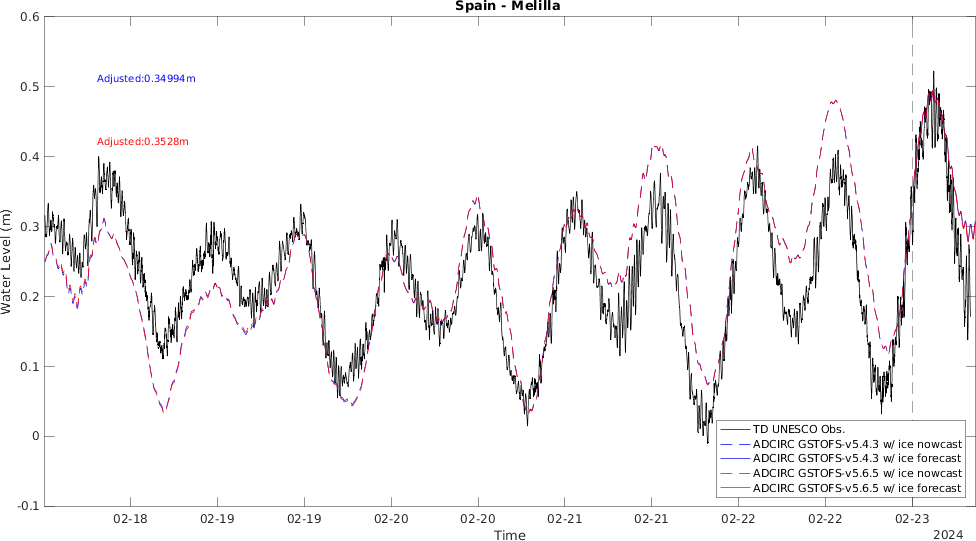 Spain - Melilla
0.6
0.5
0.4
0.3
0.2
0.1
0
-0.1
Water Level (m)
Adjusted:0.34994m
Adjusted:0.3528m
TD UNESCO Obs.
ADCIRC GSTOFS-v5.4.3 w/ ice nowcast
ADCIRC GSTOFS-v5.4.3 w/ ice forecast
ADCIRC GSTOFS-v5.6.5 w/ ice nowcast
ADCIRC GSTOFS-v5.6.5 w/ ice forecast
02-18 02-19 02-19 02-20 02-20 02-21 02-21 02-22 02-22 02-23
Time
2024